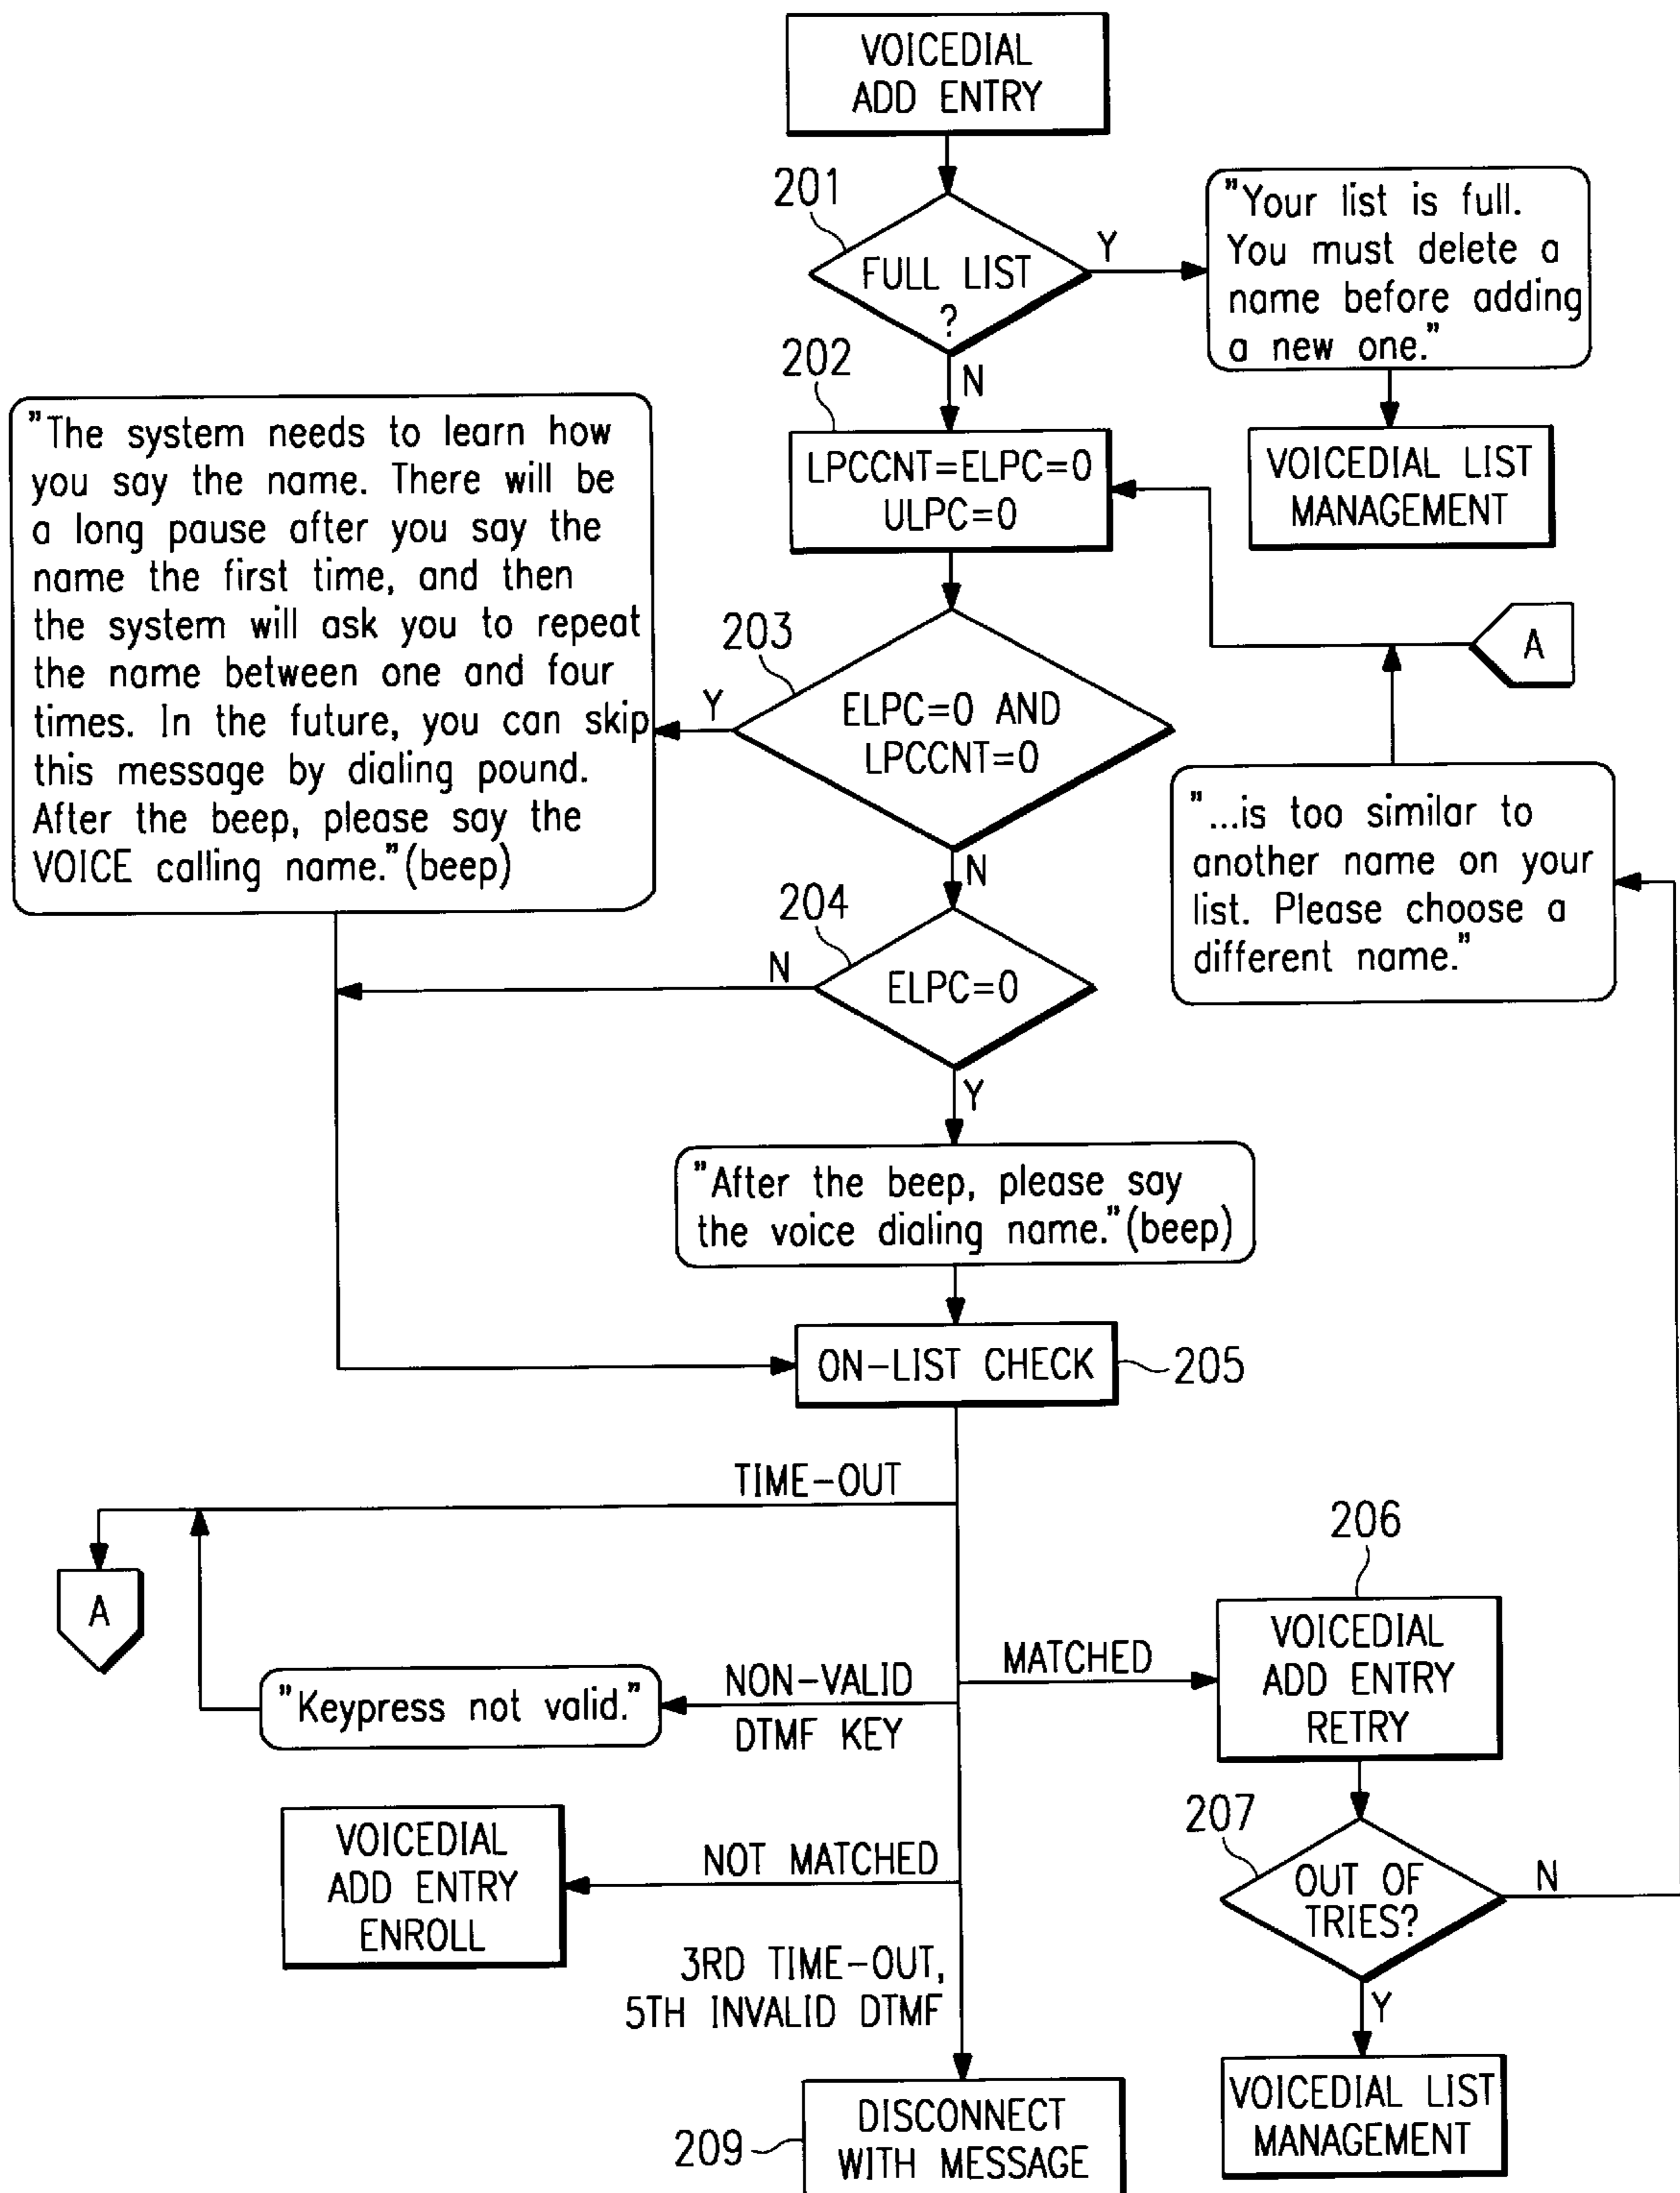 VOICEDIAL
ADD ENTRY
201
FULL LIST
?
Y
N
"Your list is full.
You must delete a
name before adding
a new one."
VOICEDIAL LIST
MANAGEMENT
202
LPCCNT=ELPC=0
ULPC=0
"The system needs to learn how
you say the name. There will be
a long pause after you say the
name the first time, and then
the system will ask you to repeat
the name between one and four
times. In the future, you can skip
this message by dialing pound.
After the beep, please say the
VOICE calling name."(beep)
203
Y
ELPC=0 AND
LPCCNT=0
N
A
"...is too similar to
another name on your
list. Please choose a
different name."
204
N
ELPC=0
Y
"After the beep, please say
the voice dialing name."(beep)
ON-LIST CHECK
205
TIME-OUT
A
"Keypress not valid."
NON-VALID
DTMF KEY
MATCHED
206
VOICEDIAL
ADD ENTRY
RETRY
VOICEDIAL
ADD ENTRY
ENROLL
NOT MATCHED
207
OUT OF
TRIES?
N
Y
3RD TIME-OUT,
5TH INVALID DTMF
209
DISCONNECT
WITH MESSAGE
VOICEDIAL LIST
MANAGEMENT